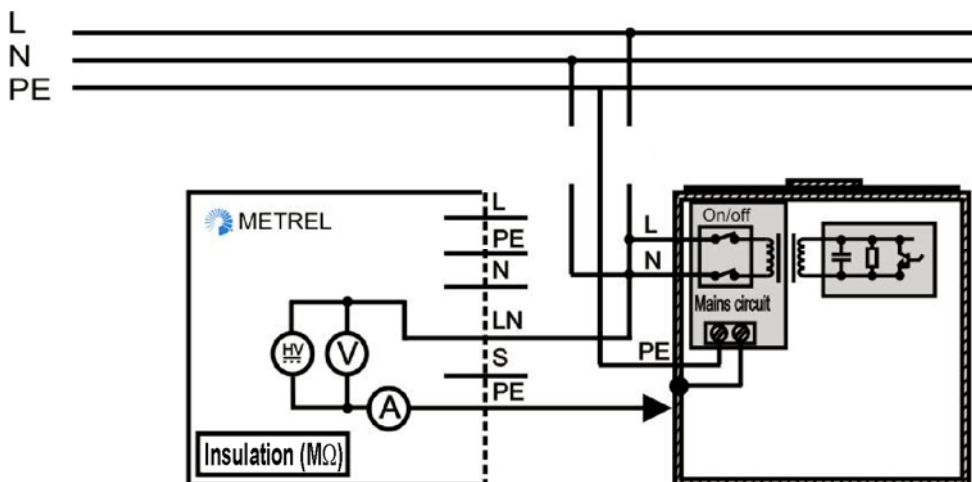 L
N
PE
METREL
L
PE
N
LN
S
PE
HV
V
A
Insulation (MΩ)
L
N
PE
On/off
Mains circuit